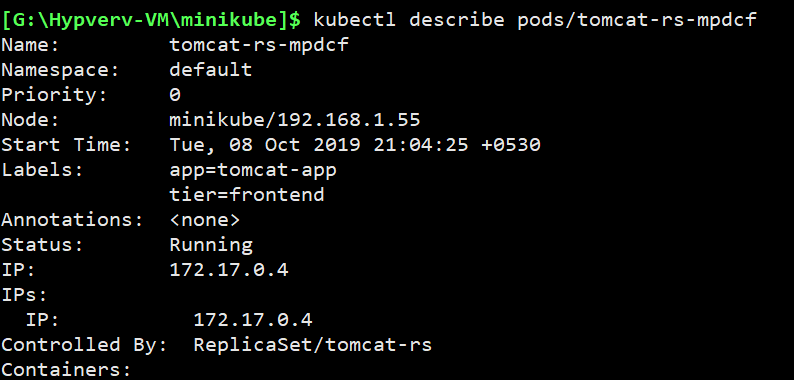 [G:\Hypverv-VM\minikube]$ kubectl describe pods/tomcat-rs-mpdcf
Name:         tomcat-rs-mpdcf
Namespace:    default
Priority:     0
Node:         minikube/192.168.1.55
Start Time:   Tue, 08 Oct 2019 21:04:25 +0530
Labels:       app=tomcat-app
              tier=frontend
Annotations:  <none>
Status:       Running
IP:           172.17.0.4
IPs:
  IP:           172.17.0.4
Controlled By:  ReplicaSet/tomcat-rs
Containers: